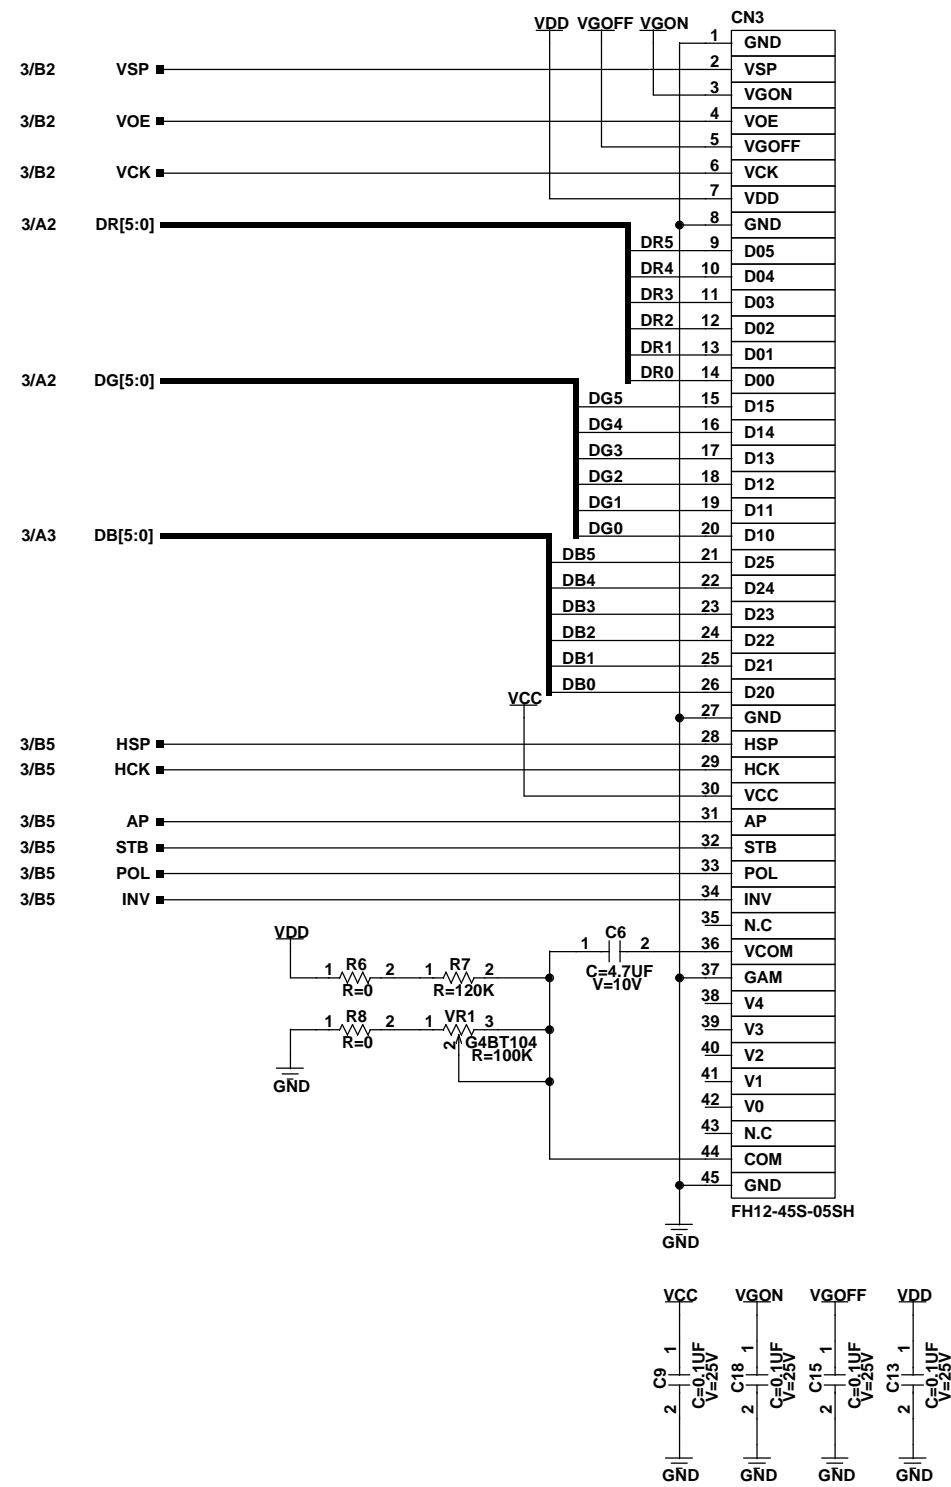 CN3
VDD VGOFF VGON
1 GND
3/B2 VSP 2 VSP
3 VGON
3/B2 VOE 4 VOE
5 VGOFF
3/B2 VCK 6 VCK
7 VDD
3/A2 DR[5:0] 8 GND
DR5 9 D05
DR4 10 D04
DR3 11 D03
DR2 12 D02
DR1 13 D01
3/A2 DG[5:0] DR0 14 D00
DG5 15 D15
DG4 16 D14
DG3 17 D13
DG2 18 D12
DG1 19 D11
3/A3 DB[5:0] DG0 20 D10
DB5 21 D25
DB4 22 D24
DB3 23 D23
DB2 24 D22
DB1 25 D21
DB0 26 D20
VCC 27 GND
3/B5 HSP 28 HSP
3/B5 HCK 29 HCK
30 VCC
3/B5 AP 31 AP
3/B5 STB 32 STB
3/B5 POL 33 POL
3/B5 INV 34 INV
35 N.C
VDD 1 C6 2 36 VCOM
C=4.7UF
V=10V
1 R6 2 1 R7 2 37 GAM
R=0 R=120K
38 V4
1 R8 2 1 VR1 3 39 V3
R=0 2 G4BT104
R=100K
40 V2
GND 41 V1
42 V0
43 N.C
44 COM
45 GND
FH12-45S-05SH
GND
VCC VGON VGOFF VDD
1 1 1 1
C9 C=0.1UF V=25V
C18 C=0.1UF V=25V
C15 C=0.1UF V=25V
C13 C=0.1UF V=25V
2 2 2 2
GND GND GND GND